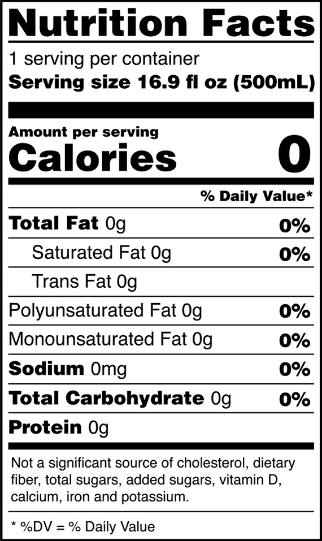 Nutrition Facts
1 serving per container
Serving size 16.9 fl oz (500mL)
Amount per serving
Calories 0
% Daily Value*
Total Fat 0g 0%
Saturated Fat 0g 0%
Trans Fat 0g
Polyunsaturated Fat 0g 0%
Monounsaturated Fat 0g 0%
Sodium 0mg 0%
Total Carbohydrate 0g 0%
Protein 0g
Not a significant source of cholesterol, dietary
fiber, total sugars, added sugars, vitamin D,
calcium, iron and potassium.
* %DV = % Daily Value